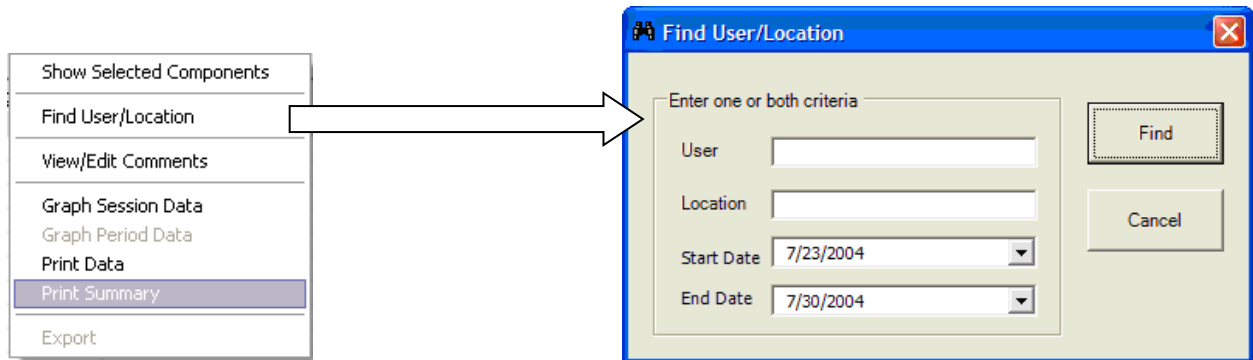 Show Selected Components
Find User/Location
View/Edit Comments
Graph Session Data
Graph Period Data
Print Data
Print Summary
Export
Find User/Location
Enter one or both criteria
User
Location
Start Date 7/23/2004
End Date 7/30/2004
Find
Cancel